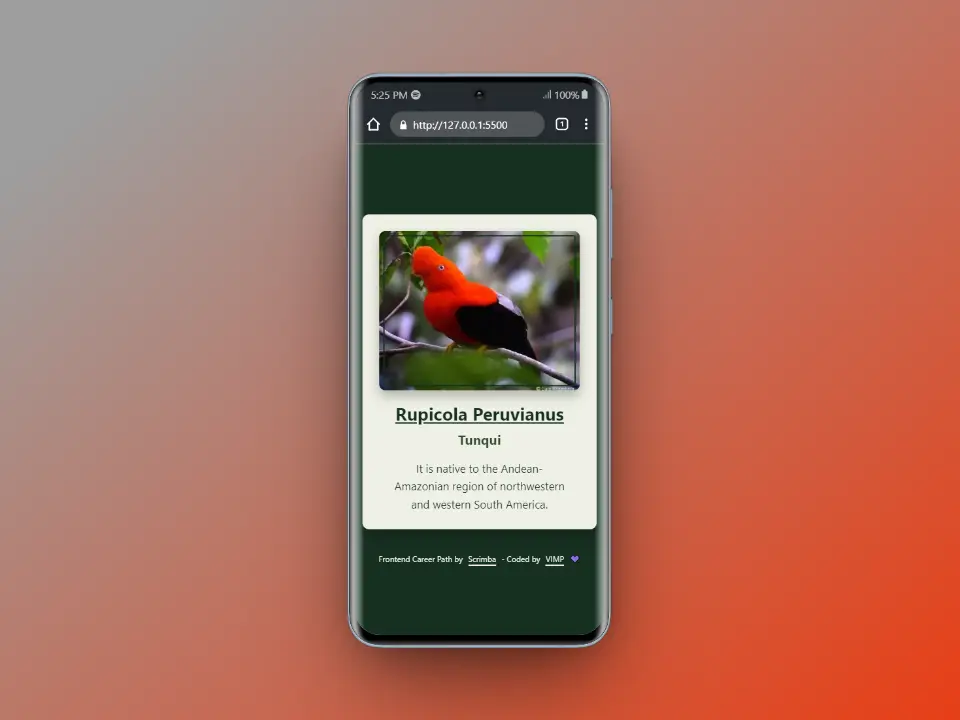 5:25 PM 100%
http://127.0.0.1:5500 1
Rupicola Peruvianus
Tunqui
It is native to the Andean-
Amazonian region of northwestern
and western South America.
Frontend Career Path by Scrimba - Coded by VIMP